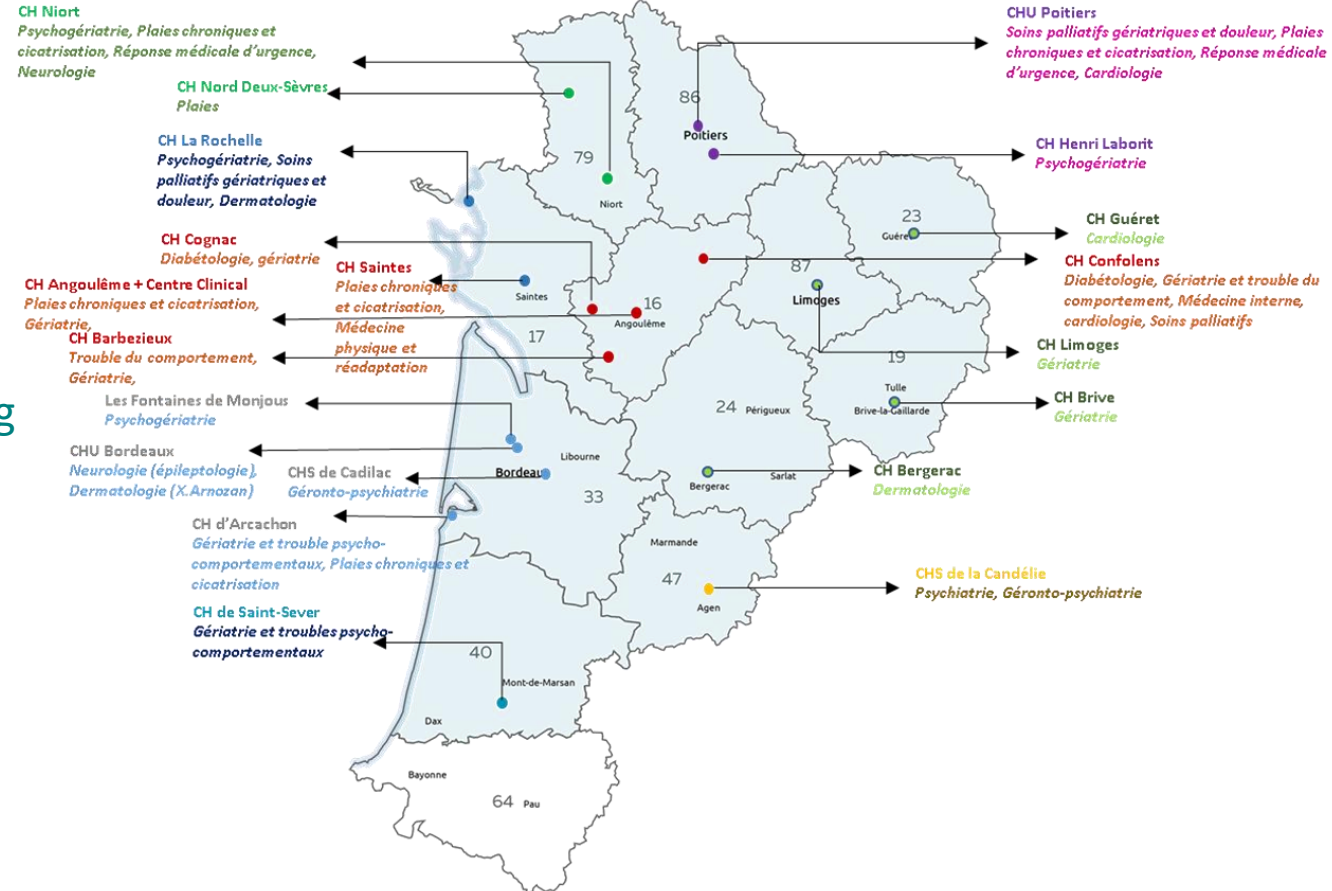 CH Niort
Psychogériatrie, Plaies chroniques et
cicatrisation, Réponse médicale d'urgence,
Neurologie
CH Nord Deux-Sèvres
Plaies
CH La Rochelle
Psychogériatrie, Soins
palliatifs gériatriques et
douleur, Dermatologie
CH Cognac
Diabétologie, gériatrie
CH Saintes
Plaies chroniques
et cicatrisation,
Médecine
physique et
réadaptation
CH Angoulême + Centre Clinical
Plaies chroniques et cicatrisation,
Gériatrie,
CH Barbezieux
Trouble du comportement,
Gériatrie,
g
Les Fontaines de Monjous
Psychogériatrie
CHU Bordeaux
Neurologie (épileptologie),
Dermatologie (X.Arnozan)
CHS de Cadilac
Géronto-psychiatrie
CH d'Arcachon
Gériatrie et trouble psycho-
comportementaux, Plaies chroniques et
cicatrisation
CH de Saint-Sever
Gériatrie et troubles psycho-
comportementaux
CHU Poitiers
Soins palliatifs gériatriques et douleur, Plaies
chroniques et cicatrisation, Réponse médicale
d'urgence, Cardiologie
CH Henri Laborit
Psychogériatrie
CH Guéret
Cardiologie
CH Confolens
Diabétologie, Gériatrie et trouble du
comportement, Médecine interne,
cardiologie, Soins palliatifs
CH Limoges
Gériatrie
CH Brive
Gériatrie
CH Bergerac
Dermatologie
CHS de la Candélie
Psychiatrie, Géronto-psychiatrie
86
Poitiers
79
Niort
23
Guéret
87
Limoges
Saintes
16
Angoulême
17
19
Tulle
Brive-la-Gaillarde
24
Périgueux
Libourne
Bordeau
33
Bergerac
Sarlat
Marmande
47
Agen
40
Mont-de-Marsan
Dax
Bayonne
64
Pau